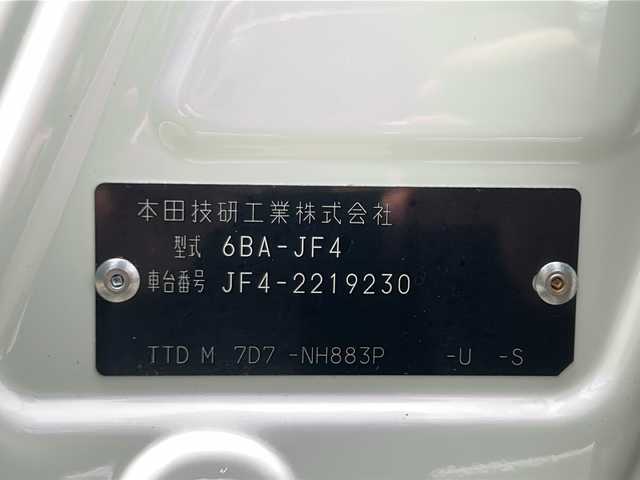 本田技研工業株式会社
型式 6BA-JF4
車台番号 JF4-2219230
TTD M 7D7 -NH883P -U -S